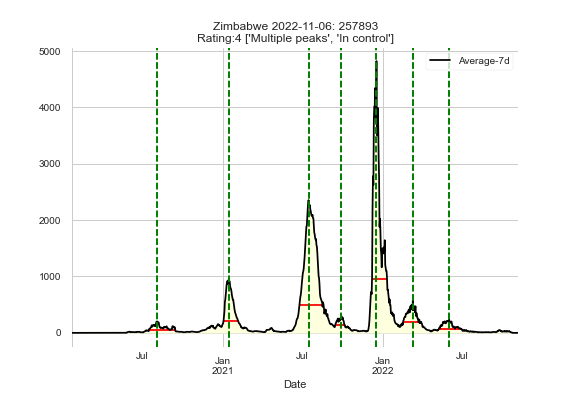 Zimbabwe 2022-11-06: 257893
Rating:4 ['Multiple peaks', 'In control']
Average-7d
5000
4000
3000
2000
1000
0
Jul
Jan
2021
Jul
Jan
2022
Jul
Date